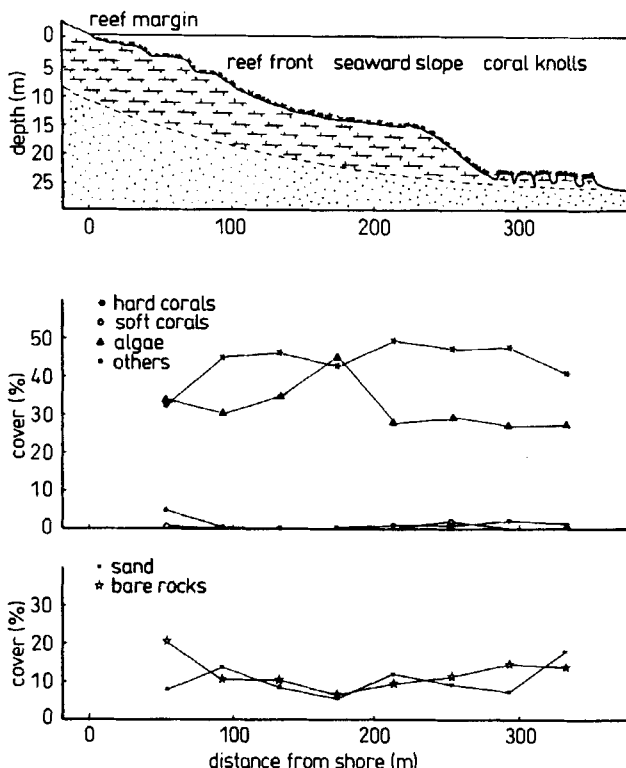 reef margin
0
5
10
15
20
25
depth (m)
reef front seaward slope coral knolls
0 100 200 300
hard corals
soft corals
algae
others
50
40
30
20
10
0
cover (%)
sand
bare rocks
30
20
10
0
cover (%)
0 100 200 300
distance from shore (m)